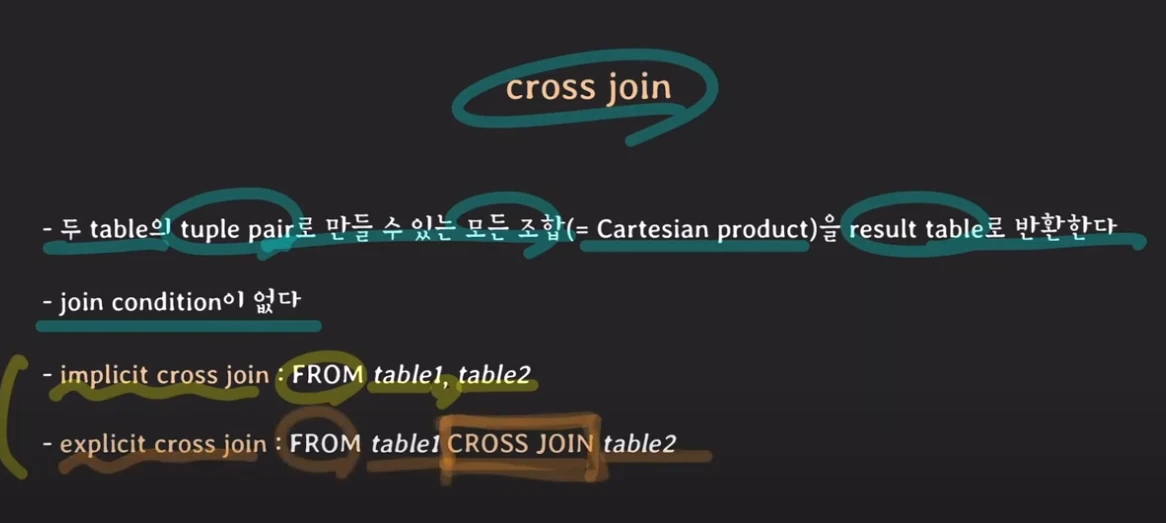 cross join
- 두 table의 tuple pair로 만들 수 있는 모든 조합(= Cartesian product)을 result table로 반환한다
- join condition이 없다
- implicit cross join : FROM table1, table2
- explicit cross join : FROM table1 CROSS JOIN table2